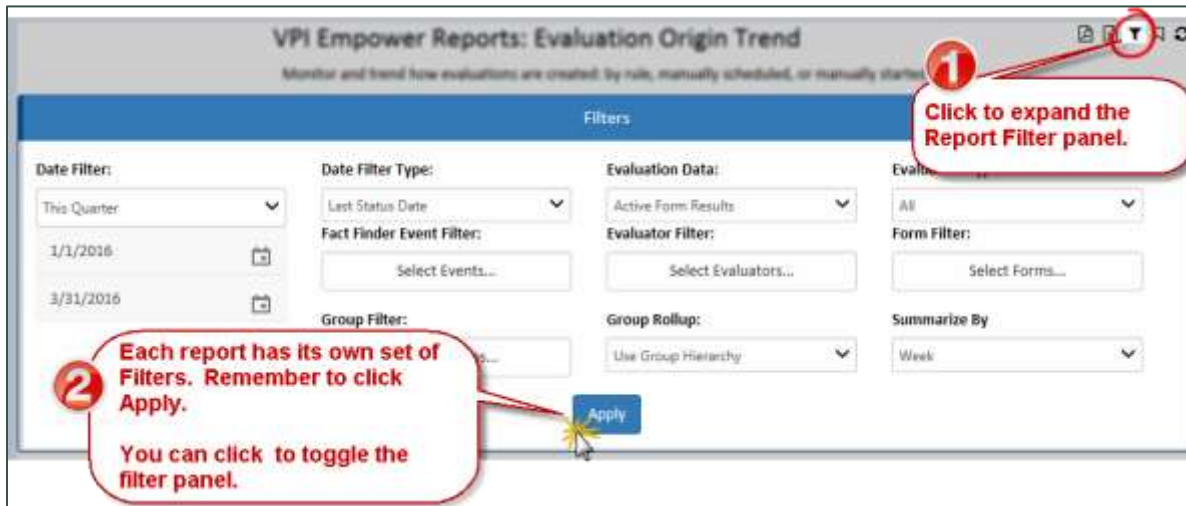 VPI Empower Reports: Evaluation Origin Trend
Monitor and trend how evaluations are created: by rule, manually scheduled, or manually started
1
Click to expand the
Report Filter panel.
Filters
Date Filter:
Date Filter Type:
Evaluation Data:
This Quarter
Last Status Date
Active Form Results
All
1/1/2016
3/31/2016
Fact Finder Event Filter:
Evaluator Filter:
Form Filter:
Select Events...
Select Evaluators...
Select Forms...
Group Filter:
Group Rollup:
Summarize By
Use Group Hierarchy
Week
2
Each report has its own set of
Filters. Remember to click
Apply.
You can click to toggle the
filter panel.
Apply